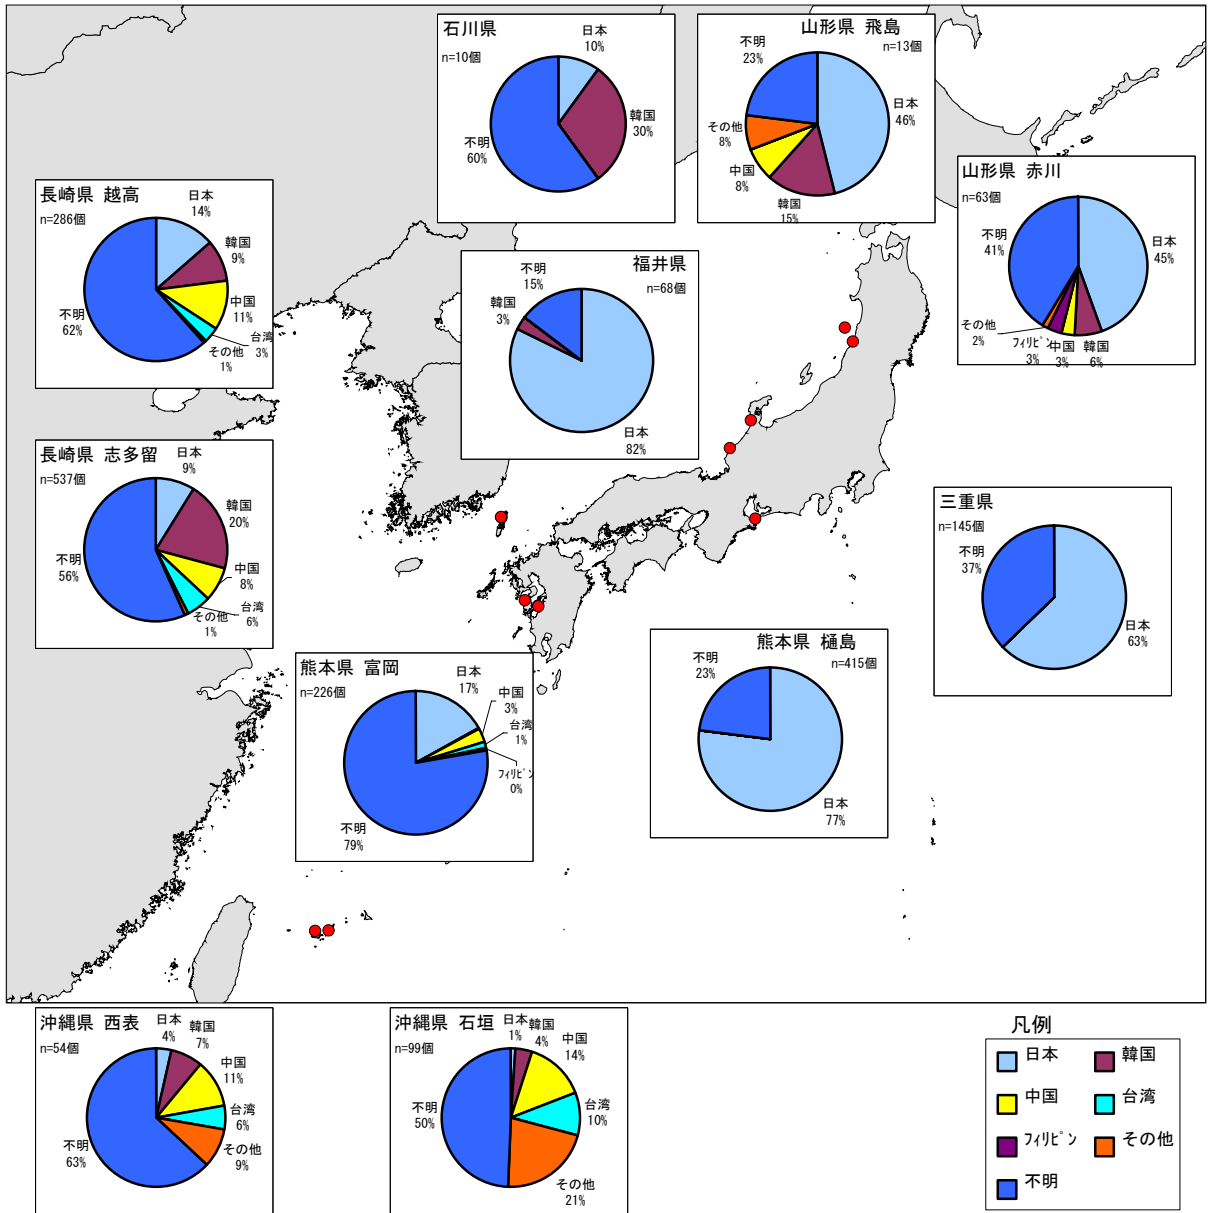 石川県
n=10個
日本
10%
韓国
30%
不明
60%
山形県 飛島
n=13個
不明
23%
日本
46%
その他
8%
中国
8%
韓国
15%
山形県 赤川
n=63個
不明
41%
日本
45%
その他
2%
フィリピン
3%
中国
3%
韓国
6%
長崎県 越高
n=286個
日本
14%
韓国
9%
中国
11%
台湾
3%
その他
1%
不明
62%
福井県
n=68個
不明
15%
韓国
3%
日本
82%
長崎県 志多留
n=537個
日本
9%
韓国
20%
中国
8%
台湾
6%
その他
1%
不明
56%
三重県
n=145個
不明
37%
日本
63%
熊本県 富岡
n=226個
日本
17%
中国
3%
台湾
1%
フィリピン
0%
不明
79%
熊本県 樋島
n=415個
不明
23%
日本
77%
沖縄県 西表
n=54個
日本
4%
韓国
7%
中国
11%
台湾
6%
その他
9%
不明
63%
沖縄県 石垣
n=99個
日本
1%
韓国
4%
中国
14%
台湾
10%
その他
21%
不明
50%
凡例
日本
韓国
中国
台湾
フィリピン
その他
不明